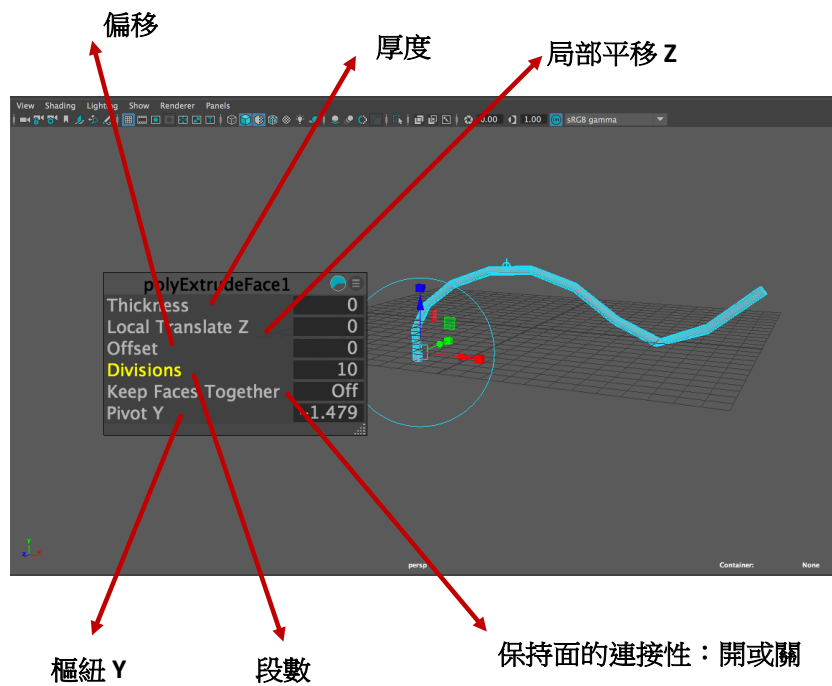 偏移
厚度
局部平移 Z
View Shading Lighting Show Renderer Panels
0.00 1.00 sRGB gamma
polyExtrudeFace1
Thickness 0
Local Translate Z 0
Offset 0
Divisions 10
Keep Faces Together Off
Pivot Y -1.479
persp Container: None
樞紐 Y
段數
保持面的連接性：開或關